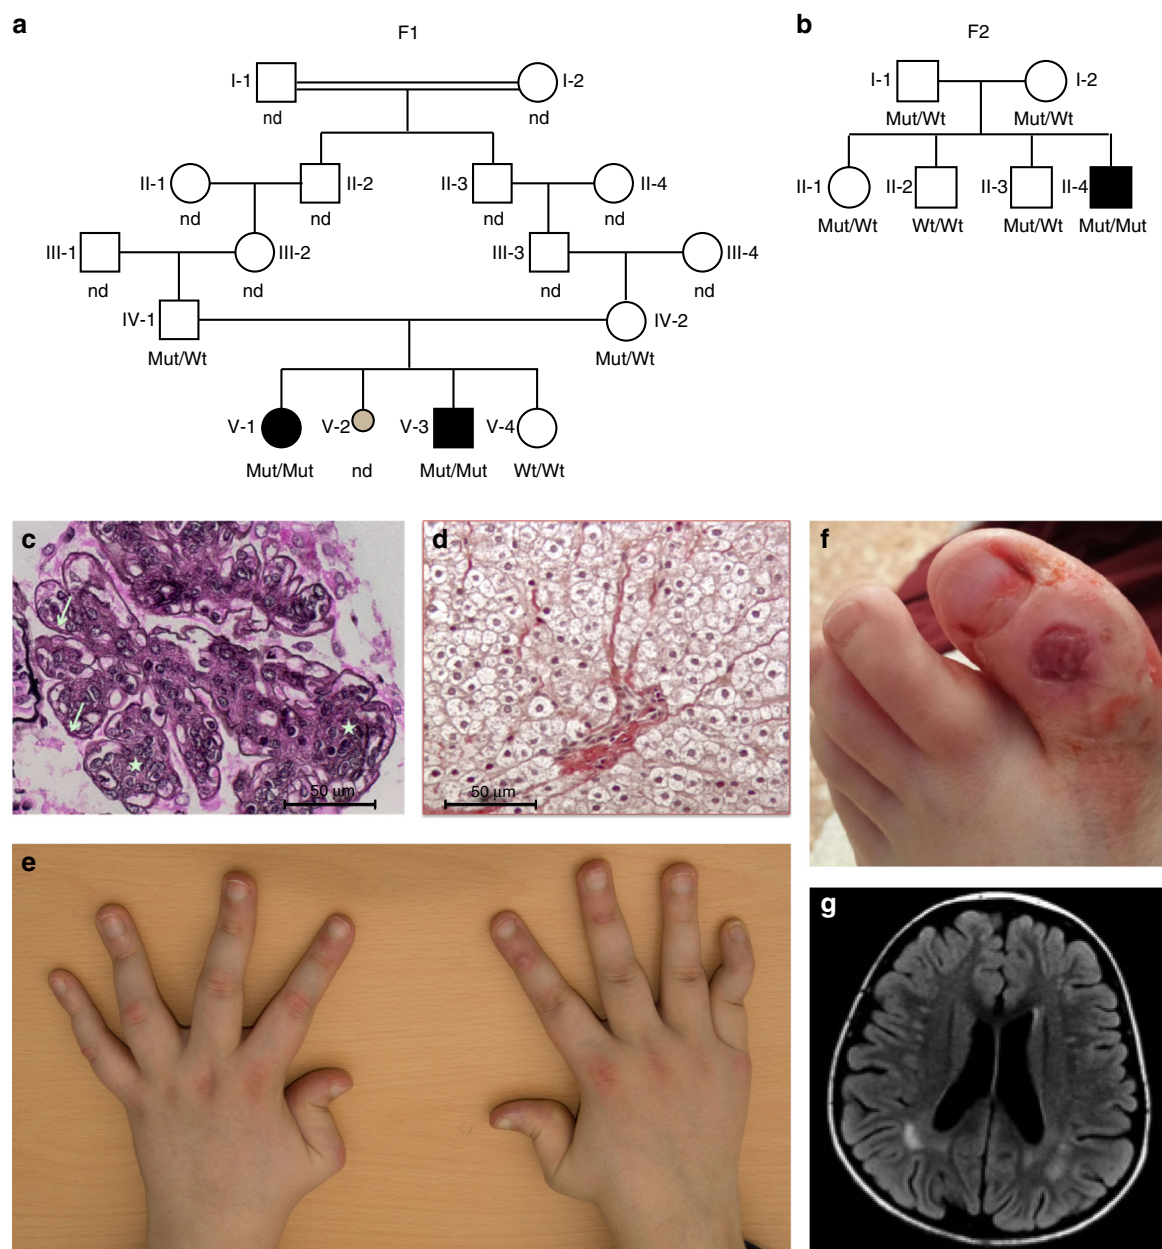 a
F1
I-1
I-2
nd
nd
II-1
II-2
II-3
II-4
nd
nd
nd
nd
III-1
III-2
III-3
III-4
nd
nd
nd
nd
IV-1
IV-2
Mut/Wt
Mut/Wt
V-1
V-2
V-3
V-4
Mut/Mut
nd
Mut/Mut
Wt/Wt
b
F2
I-1
I-2
Mut/Wt
Mut/Wt
II-1
II-2
II-3
II-4
Mut/Wt
Wt/Wt
Mut/Wt
Mut/Mut
c
50 μm
d
50 μm
f
e
g